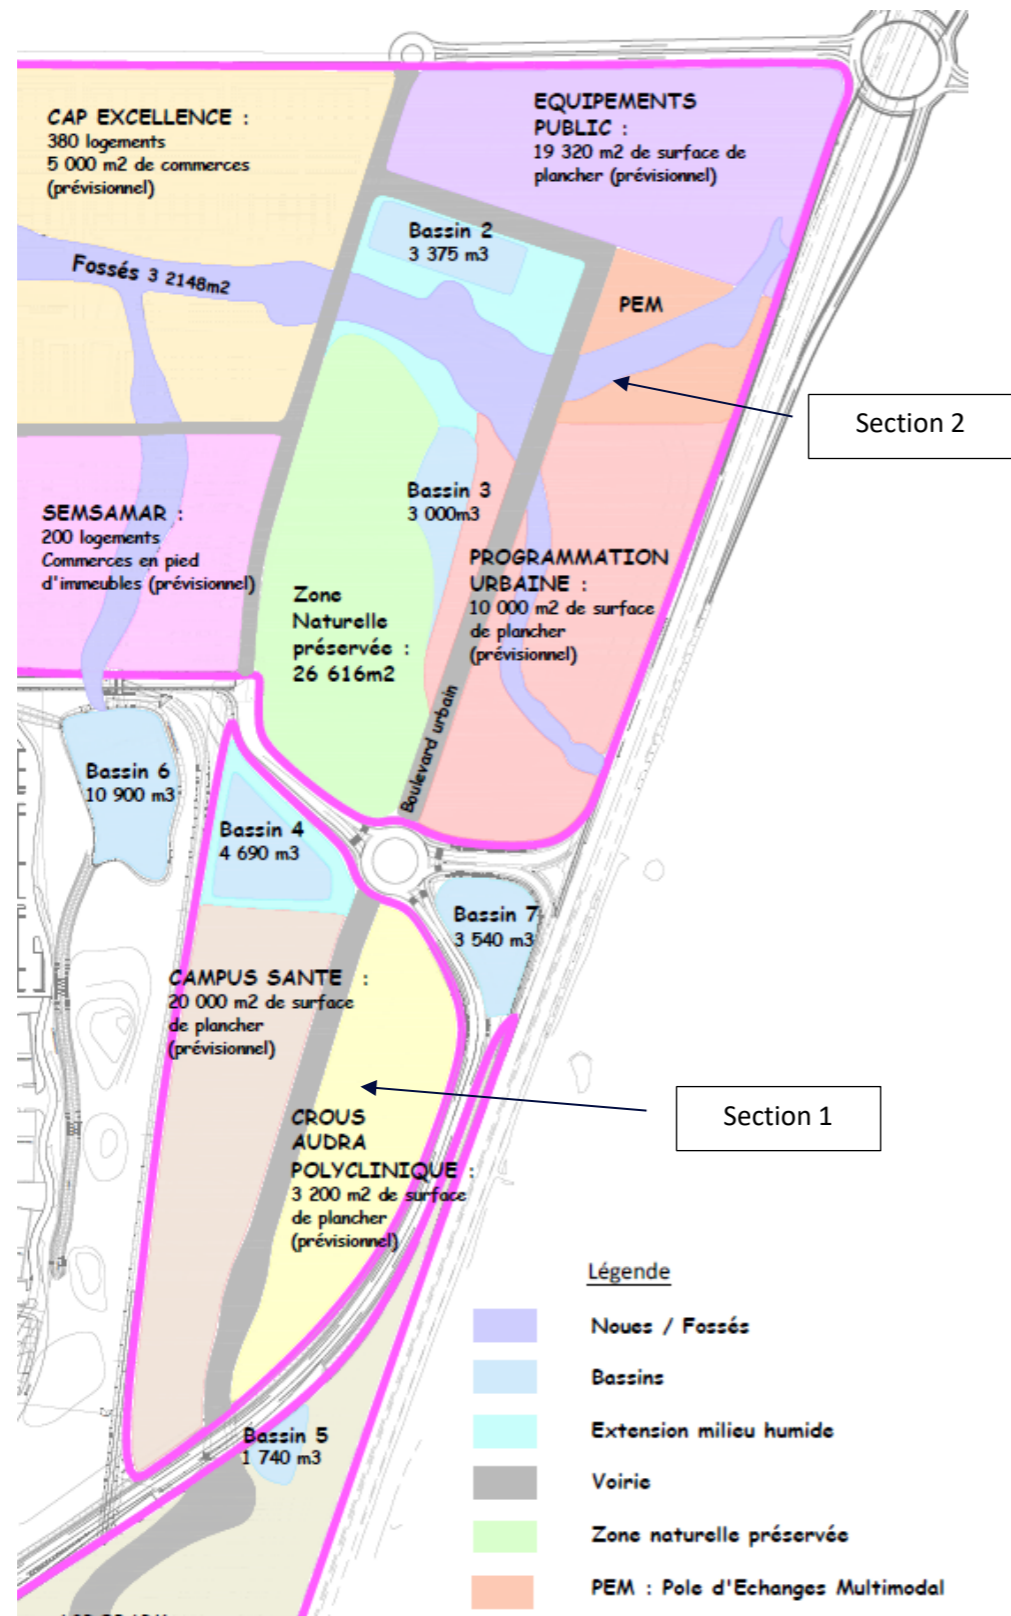 CAP EXCELLENCE :
380 logements
5 000 m2 de commerces
(prévisionnel)
EQUIPEMENTS
PUBLIC :
19 320 m2 de surface de
plancher (prévisionnel)
Bassin 2
3 375 m3
Fossés 3 2148m2
PEM
Section 2
Bassin 3
3 000m3
SEMSAMAR :
200 logements
Commerces en pied
d'immeubles (prévisionnel)
PROGRAMMATION
URBAINE :
10 000 m2 de surface
de plancher
(prévisionnel)
Zone
Naturelle
préservée :
26 616m2
Boulevard urbain
Bassin 6
10 900 m3
Bassin 4
4 690 m3
Bassin 7
3 540 m3
CAMPUS SANTE :
20 000 m2 de surface
de plancher
(prévisionnel)
Section 1
CROUS
AUDRA
POLYCLINIQUE :
3 200 m2 de surface
de plancher
(prévisionnel)
Bassin 5
1 740 m3
Légende
Noues / Fossés
Bassins
Extension milieu humide
Voirie
Zone naturelle préservée
PEM : Pole d'Echanges Multimodal